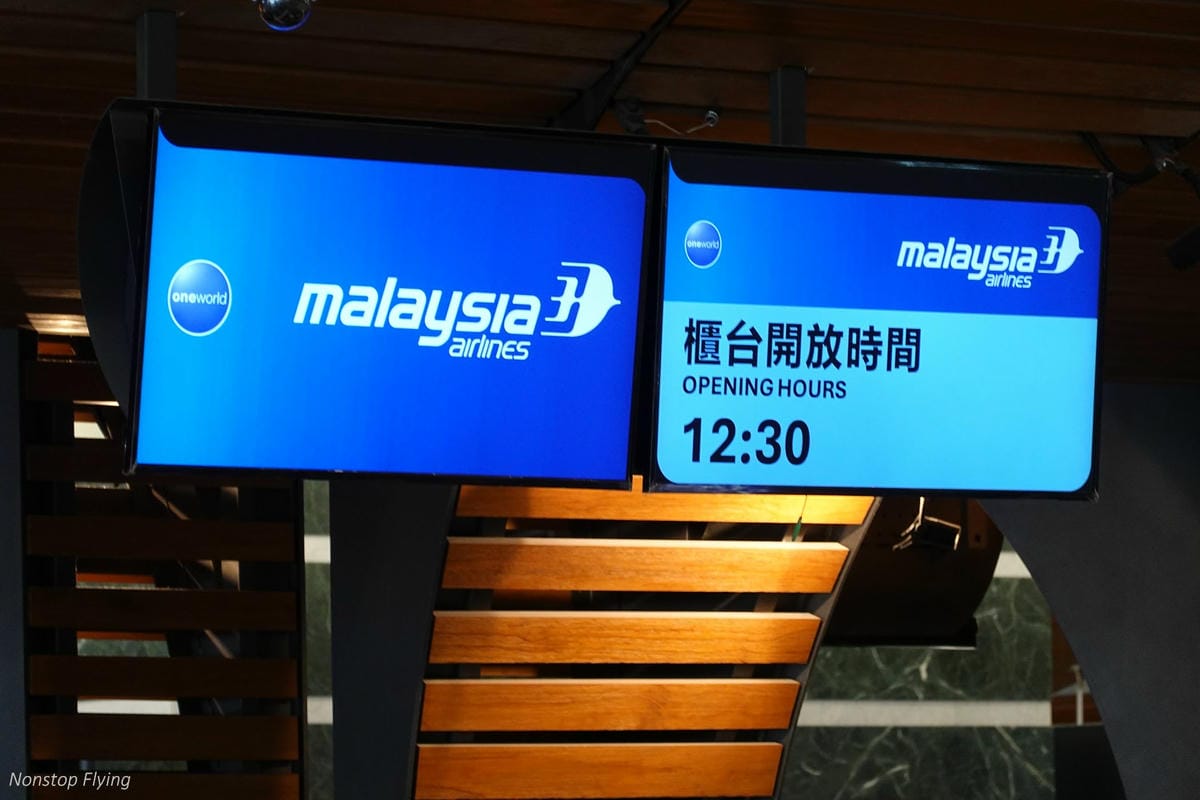 oneworld
malaysia
airlines
oneworld
malaysia
airlines
櫃台開放時間
OPENING HOURS
12:30
Nonstop Flying